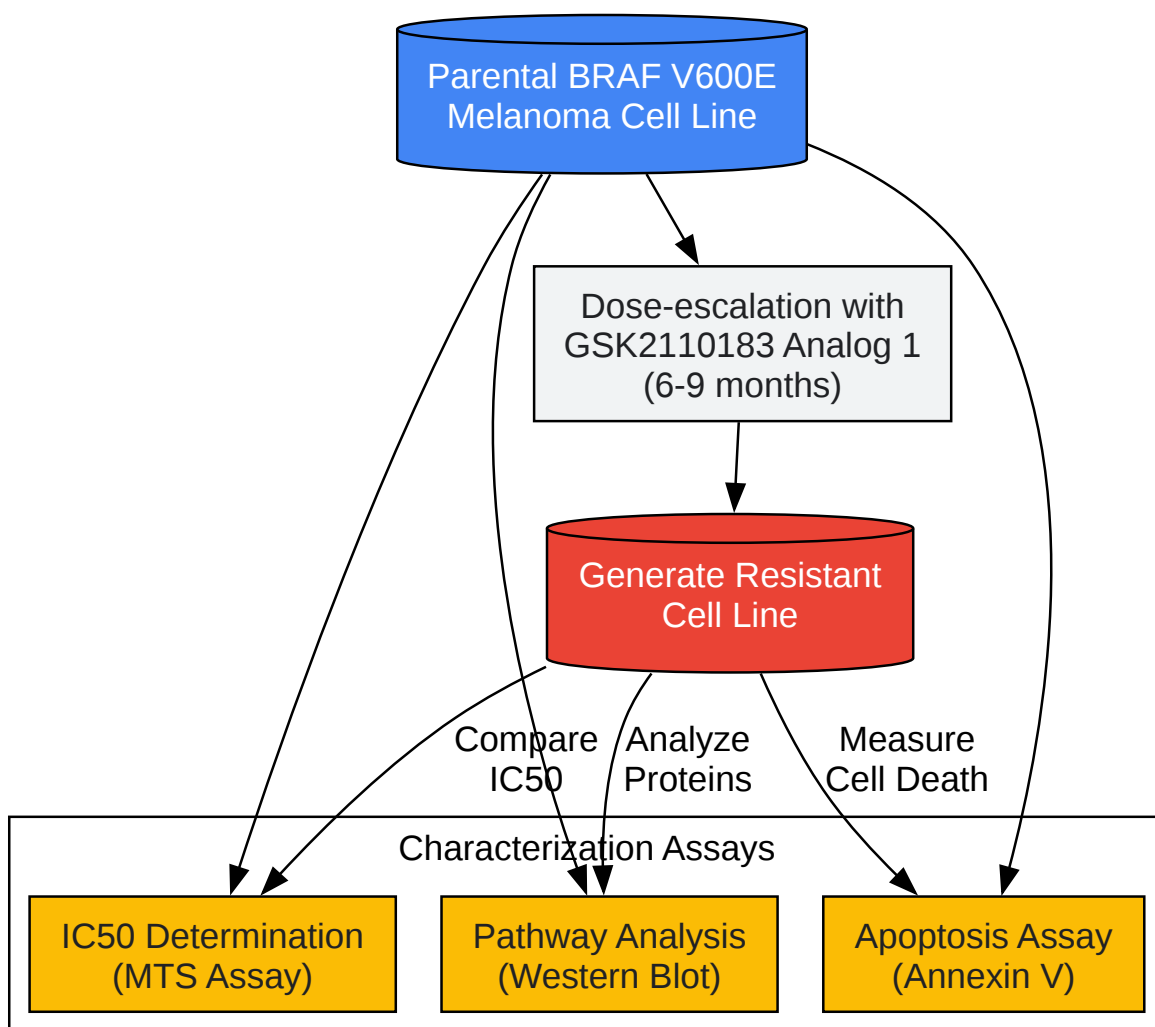 Parental BRAF V600E
Melanoma Cell Line
Dose-escalation with
GSK2110183 Analog 1
(6-9 months)
Generate Resistant
Cell Line
Compare
IC50
Analyze
Proteins
Measure
Cell Death
Characterization Assays
IC50 Determination
(MTS Assay)
Pathway Analysis
(Western Blot)
Apoptosis Assay
(Annexin V)